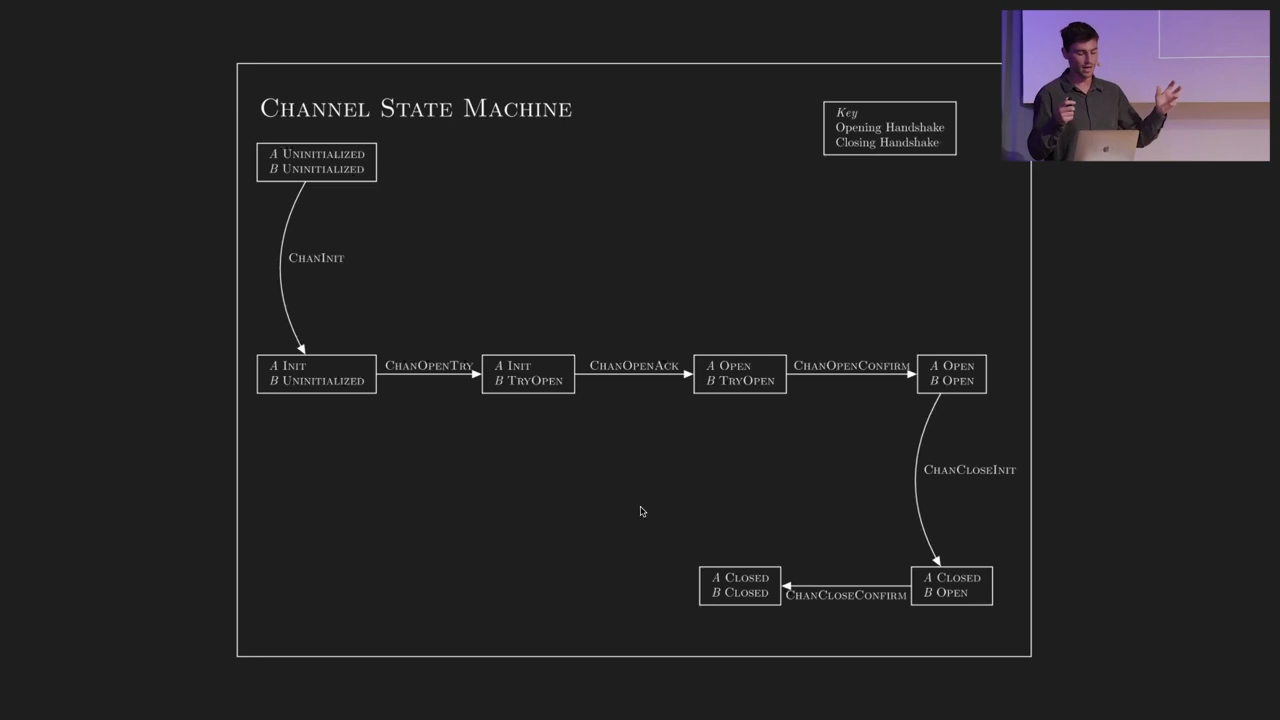 Channel State Machine
Key
Opening Handshake
Closing Handshake
A Uninitialized
B Uninitialized
ChanInit
A Init
B Uninitialized
ChanOpenTry
A Init
B TryOpen
ChanOpenAck
A Open
B TryOpen
ChanOpenConfirm
A Open
B Open
ChanCloseInit
A Closed
B Closed
ChanCloseConfirm
A Closed
B Open